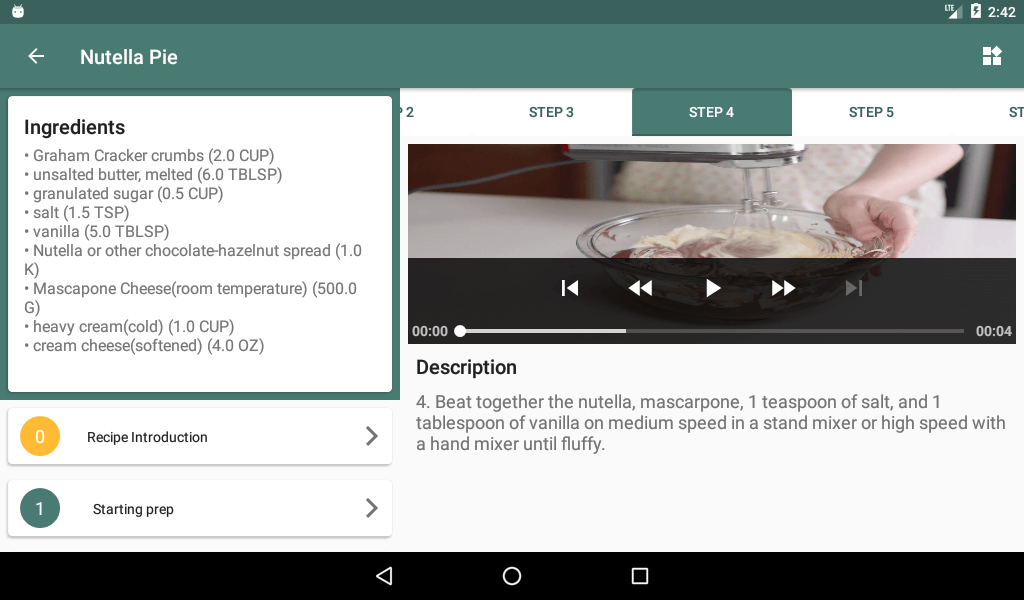 LTE 2:42
Nutella Pie
Ingredients
• Graham Cracker crumbs (2.0 CUP)
• unsalted butter, melted (6.0 TBLSP)
• granulated sugar (0.5 CUP)
• salt (1.5 TSP)
• vanilla (5.0 TBLSP)
• Nutella or other chocolate-hazelnut spread (1.0
K)
• Mascapone Cheese(room temperature) (500.0
G)
• heavy cream(cold) (1.0 CUP)
• cream cheese(softened) (4.0 OZ)
0 Recipe Introduction
1 Starting prep
2 STEP 3 STEP 4 STEP 5 ST
00:00 00:04
Description
4. Beat together the nutella, mascarpone, 1 teaspoon of salt, and 1
tablespoon of vanilla on medium speed in a stand mixer or high speed with
a hand mixer until fluffy.